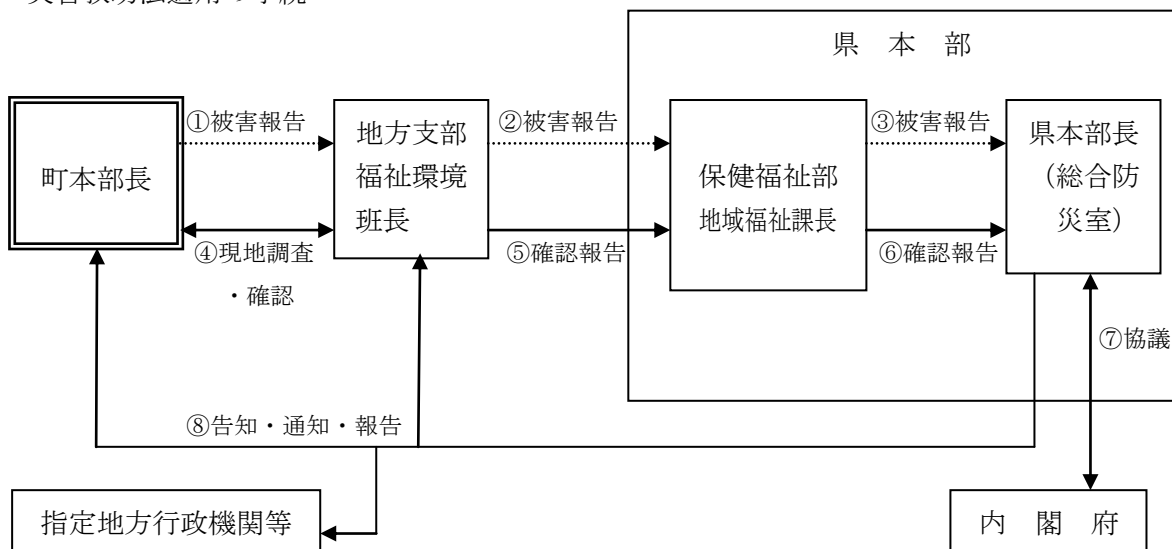 災害救助法適用の手続
県　本　部
①被害報告
②被害報告
③被害報告
町本部長
地方支部
福祉環境
班長
保健福祉部
地域福祉課長
県本部長
（総合防
災室）
④現地調査
・確認
⑤確認報告
⑥確認報告
⑦協議
⑧告知・通知・報告
指定地方行政機関等
内　閣　府